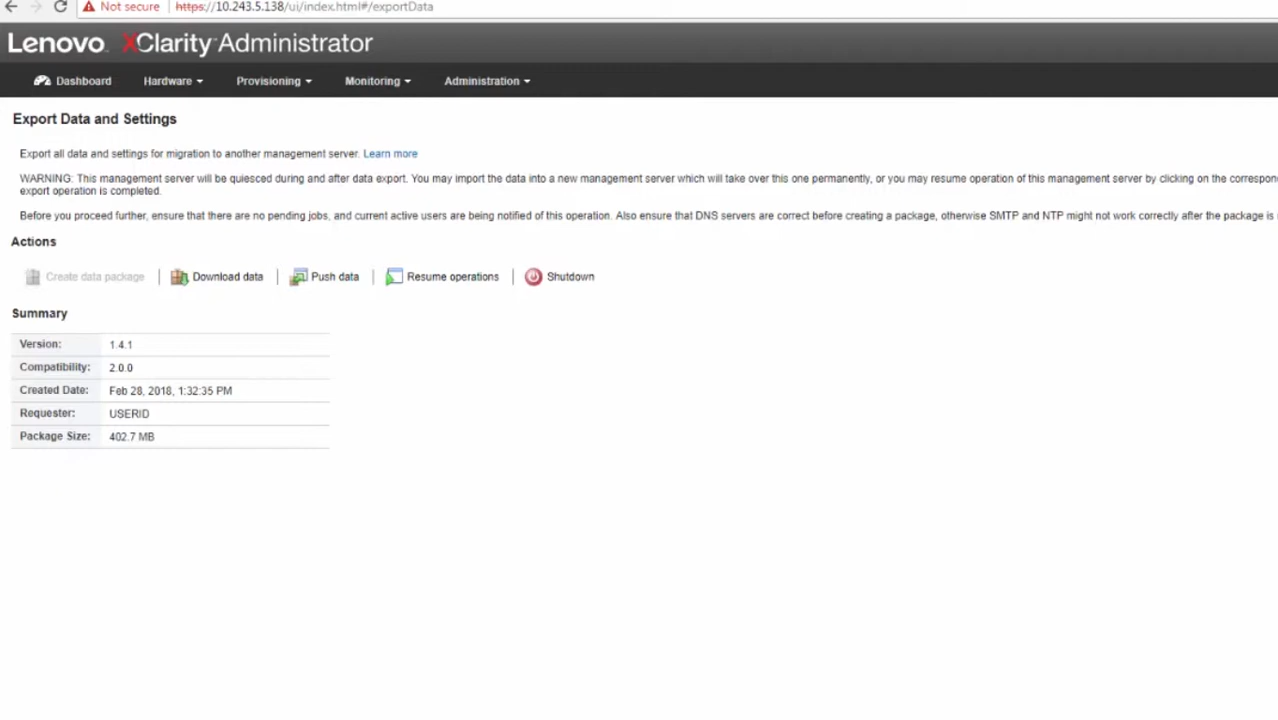 Not secure https://10.243.5.138/ui/index.html#/exportData
Lenovo XClarity Administrator
Dashboard Hardware Provisioning Monitoring Administration
Export Data and Settings
Export all data and settings for migration to another management server. Learn more
WARNING: This management server will be quiesced during and after data export. You may import the data into a new management server which will take over this one permanently, or you may resume operation of this management server by clicking on the correspon
export operation is completed.
Before you proceed further, ensure that there are no pending jobs, and current active users are being notified of this operation. Also ensure that DNS servers are correct before creating a package, otherwise SMTP and NTP might not work correctly after the package is
Actions
Create data package Download data Push data Resume operations Shutdown
Summary
Version: 1.4.1
Compatibility: 2.0.0
Created Date: Feb 28, 2018, 1:32:35 PM
Requester: USERID
Package Size: 402.7 MB